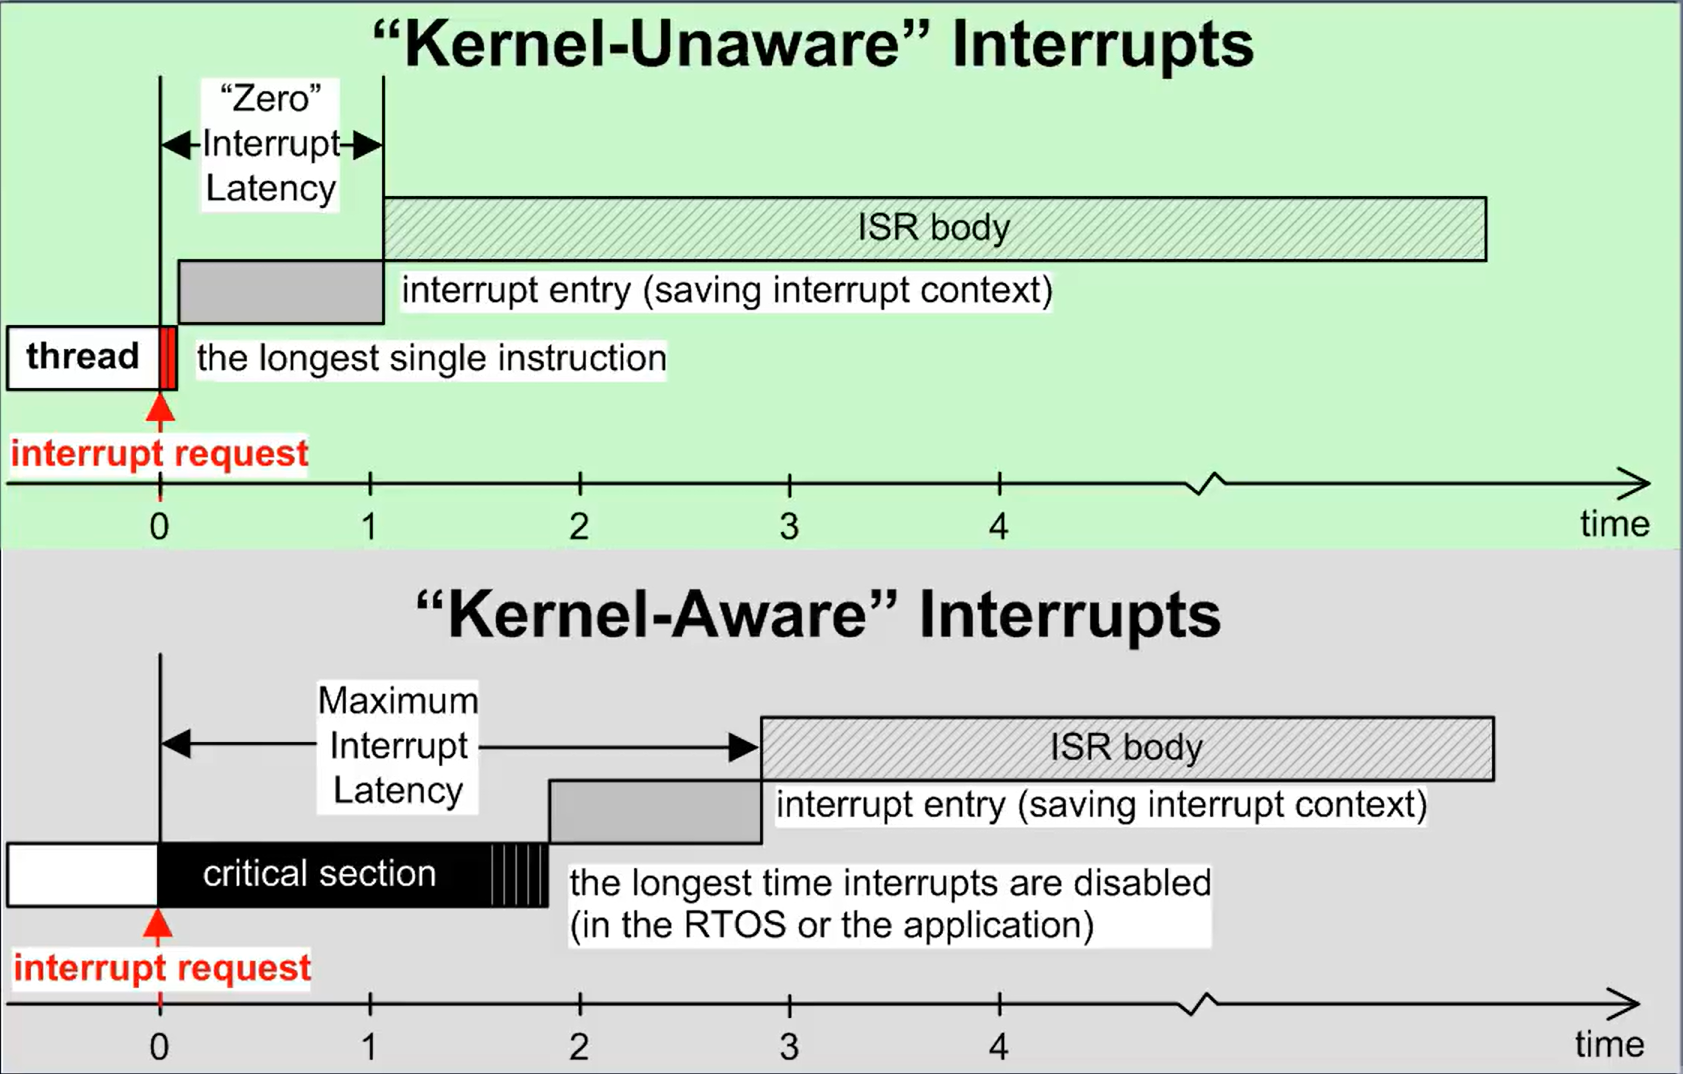 “Kernel-Unaware” Interrupts
“Zero”
Interrupt
Latency
ISR body
interrupt entry (saving interrupt context)
thread
the longest single instruction
interrupt request
0 1 2 3 4 time
“Kernel-Aware” Interrupts
Maximum
Interrupt
Latency
ISR body
interrupt entry (saving interrupt context)
critical section
the longest time interrupts are disabled
(in the RTOS or the application)
interrupt request
0 1 2 3 4 time